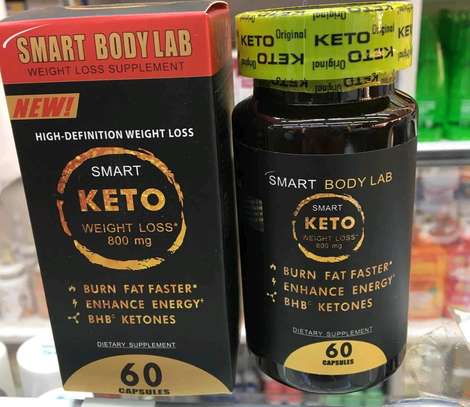 SMART BODY LAB
WEIGHT LOSS SUPPLEMENT
NEW!
HIGH-DEFINITION WEIGHT LOSS
SMART
KETO
WEIGHT LOSS*
800 mg
BURN FAT FASTER*
ENHANCE ENERGY*
BHB© KETONES
DIETARY SUPPLEMENT
60
CAPSULES
Original
KETO
KETO
Original
KETO
SMART BODY LAB
SMART
KETO
WEIGHT LOSS*
800 mg
BURN FAT FASTER*
ENHANCE ENERGY*
BHB© KETONES
DIETARY SUPPLEMENT
60
CAPSULES